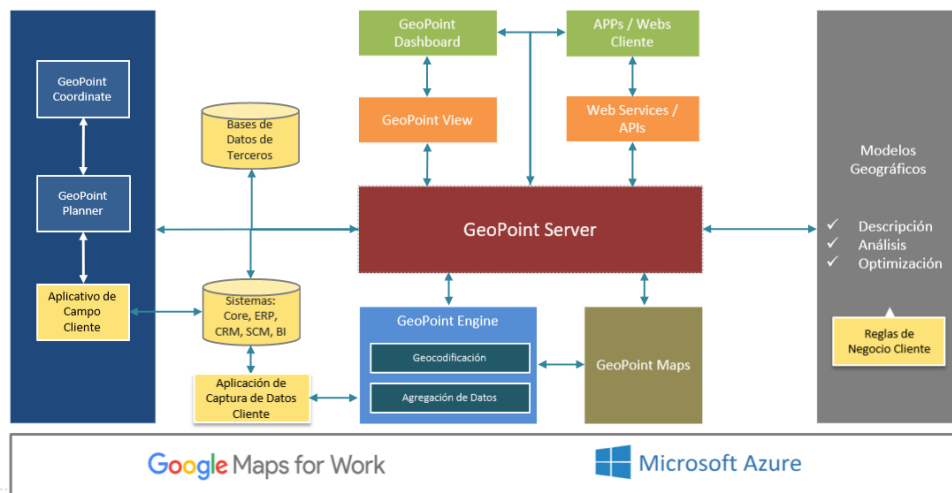 GeoPoint
Coordinate
GeoPoint
Planner
Aplicativo de
Campo
Cliente
Bases de
Datos de
Terceros
Sistemas:
Core, ERP,
CRM, SCM, BI
Aplicación de
Captura de Datos
Cliente
GeoPoint
Dashboard
APPs / Webs
Cliente
GeoPoint View
Web Services /
APIs
GeoPoint Server
GeoPoint Engine
Geocodificación
Agregación de Datos
GeoPoint Maps
Modelos
Geográficos
✓ Descripción
✓ Análisis
✓ Optimización
Reglas de
Negocio Cliente
Google Maps for Work
Microsoft Azure